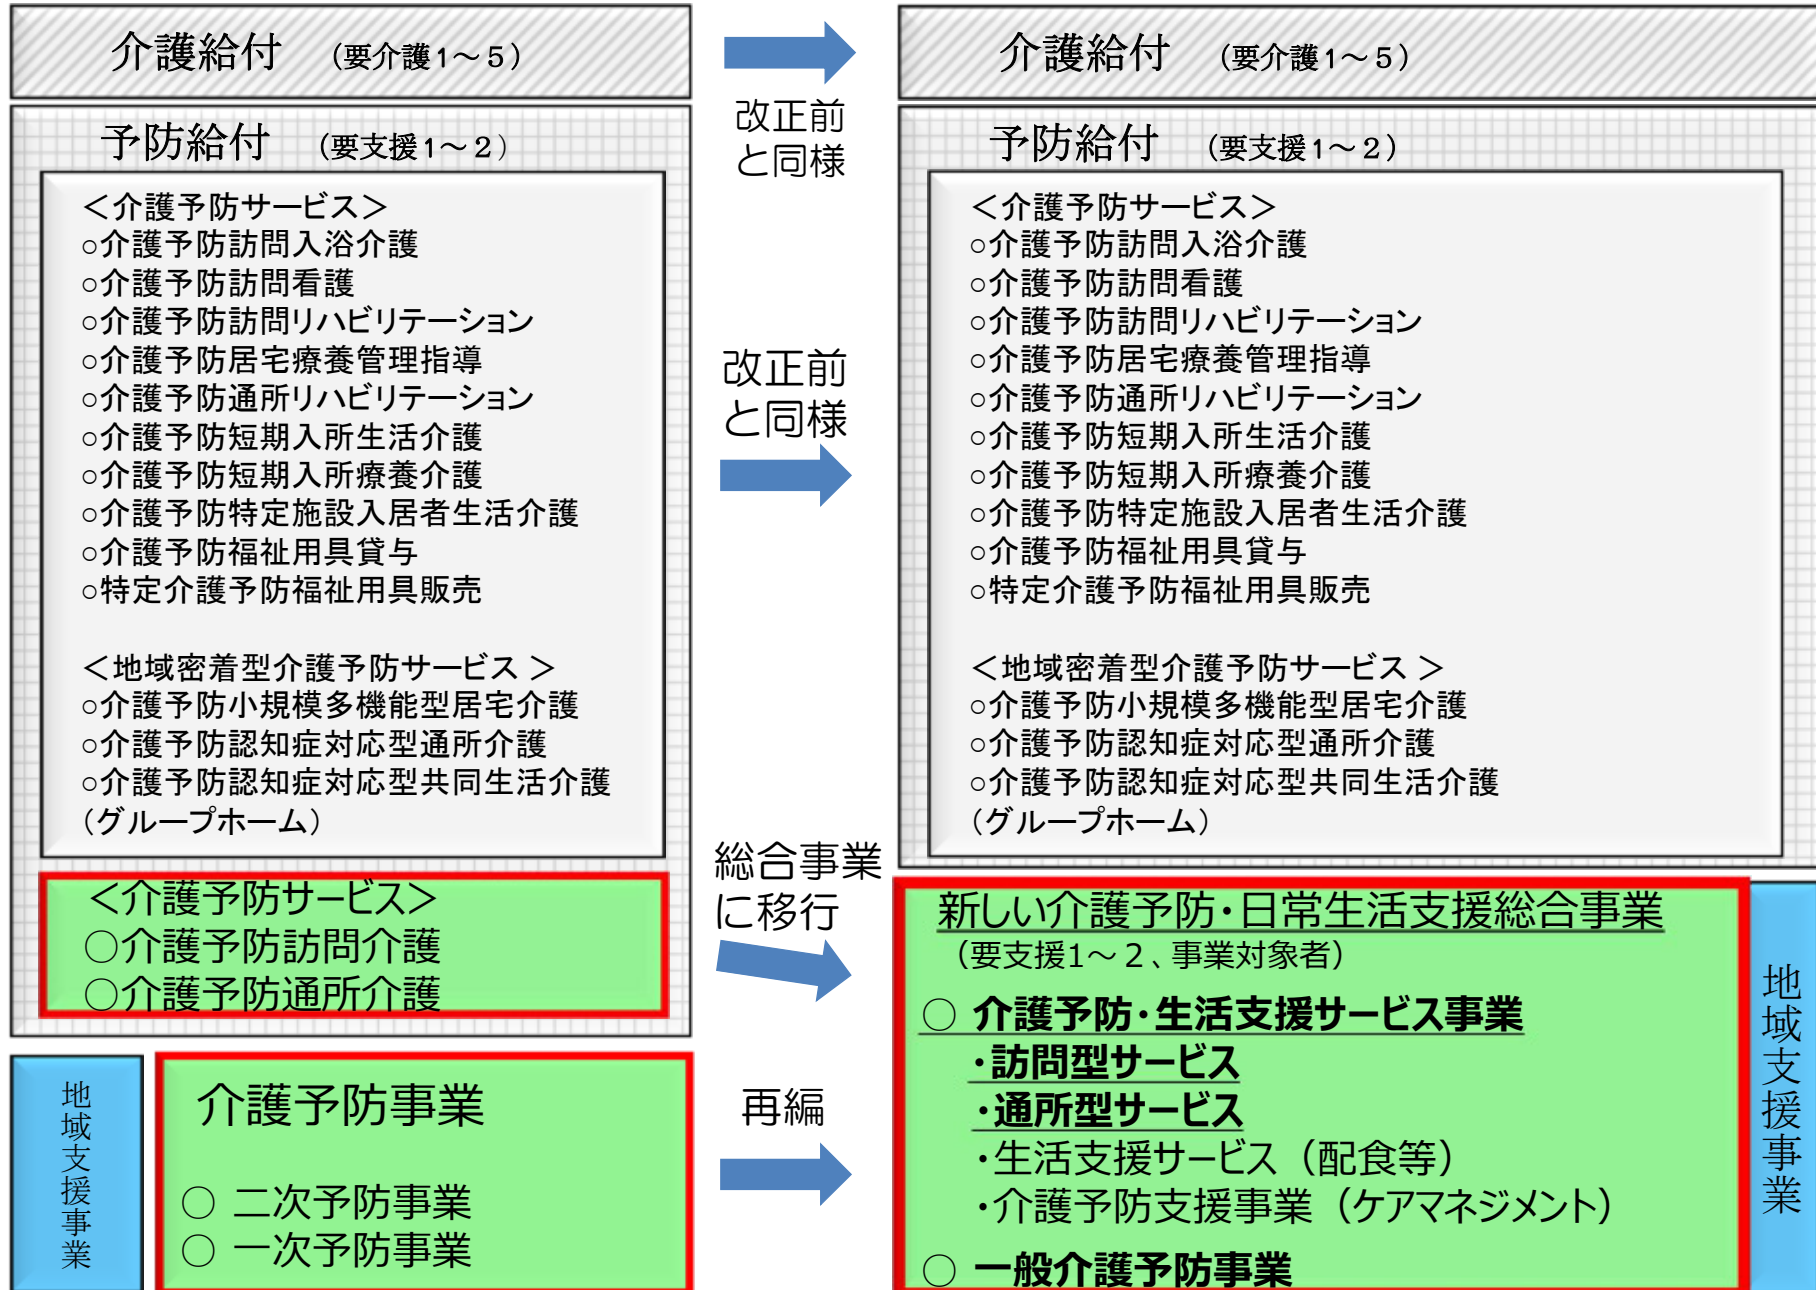 介護給付 (要介護1～5)
予防給付 (要支援1～2)
＜介護予防サービス＞
○介護予防訪問入浴介護
○介護予防訪問看護
○介護予防訪問リハビリテーション
○介護予防居宅療養管理指導
○介護予防通所リハビリテーション
○介護予防短期入所生活介護
○介護予防短期入所療養介護
○介護予防特定施設入居者生活介護
○介護予防福祉用具貸与
○特定介護予防福祉用具販売
＜地域密着型介護予防サービス ＞
○介護予防小規模多機能型居宅介護
○介護予防認知症対応型通所介護
○介護予防認知症対応型共同生活介護
（グループホーム）
＜介護予防サービス＞
○介護予防訪問介護
○介護予防通所介護
地域支援事業
介護予防事業
○ 二次予防事業
○ 一次予防事業
改正前
と同様
改正前
と同様
総合事業
に移行
再編
介護給付 (要介護1～5)
予防給付 (要支援1～2)
＜介護予防サービス＞
○介護予防訪問入浴介護
○介護予防訪問看護
○介護予防訪問リハビリテーション
○介護予防居宅療養管理指導
○介護予防通所リハビリテーション
○介護予防短期入所生活介護
○介護予防短期入所療養介護
○介護予防特定施設入居者生活介護
○介護予防福祉用具貸与
○特定介護予防福祉用具販売
＜地域密着型介護予防サービス ＞
○介護予防小規模多機能型居宅介護
○介護予防認知症対応型通所介護
○介護予防認知症対応型共同生活介護
（グループホーム）
新しい介護予防・日常生活支援総合事業
（要支援1～２、事業対象者）
○ 介護予防・生活支援サービス事業
・訪問型サービス
・通所型サービス
・生活支援サービス（配食等）
・介護予防支援事業（ケアマネジメント）
○ 一般介護予防事業
地域支援事業